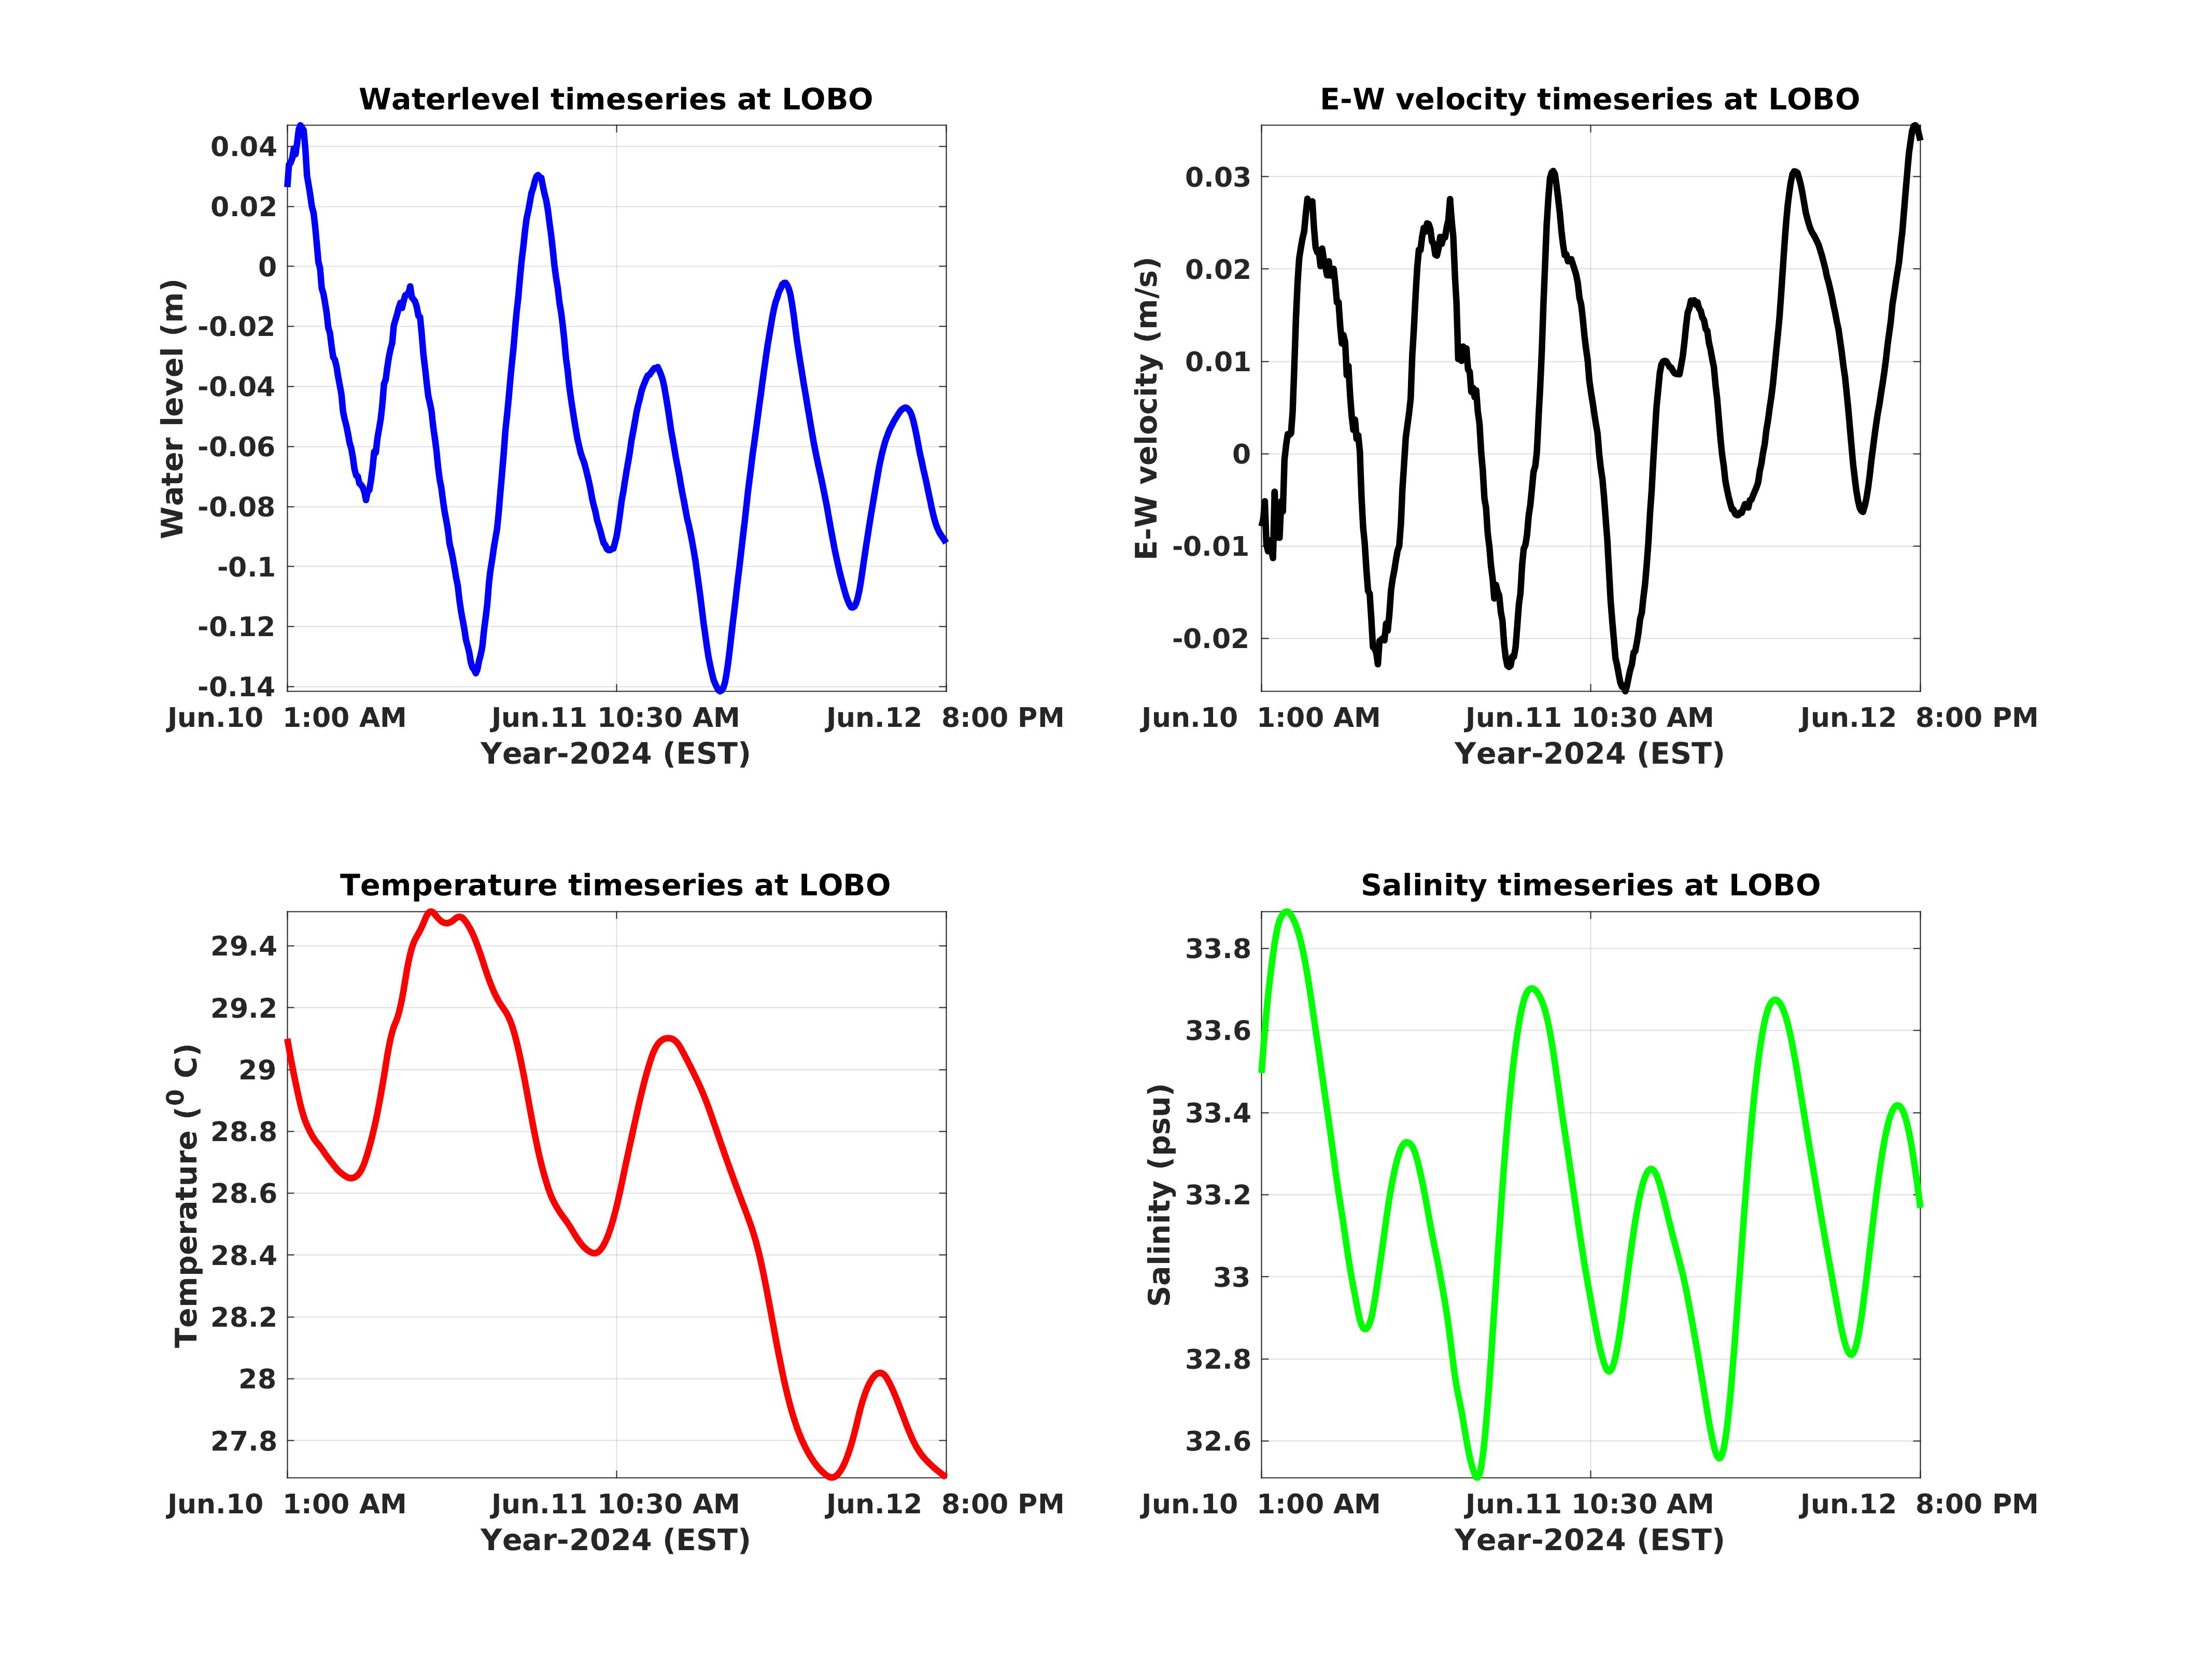 Waterlevel timeseries at LOBO
0.04
0.02
0
-0.02
-0.04
-0.06
-0.08
-0.1
-0.12
-0.14
Water level (m)
Jun.10 1:00 AM Jun.11 10:30 AM Jun.12 8:00 PM
Year-2024 (EST)
E-W velocity timeseries at LOBO
0.03
0.02
0.01
0
-0.01
-0.02
E-W velocity (m/s)
Jun.10 1:00 AM Jun.11 10:30 AM Jun.12 8:00 PM
Year-2024 (EST)
Temperature timeseries at LOBO
29.4
29.2
29
28.8
28.6
28.4
28.2
28
27.8
Temperature (⁰ C)
Jun.10 1:00 AM Jun.11 10:30 AM Jun.12 8:00 PM
Year-2024 (EST)
Salinity timeseries at LOBO
33.8
33.6
33.4
33.2
33
32.8
32.6
Salinity (psu)
Jun.10 1:00 AM Jun.11 10:30 AM Jun.12 8:00 PM
Year-2024 (EST)